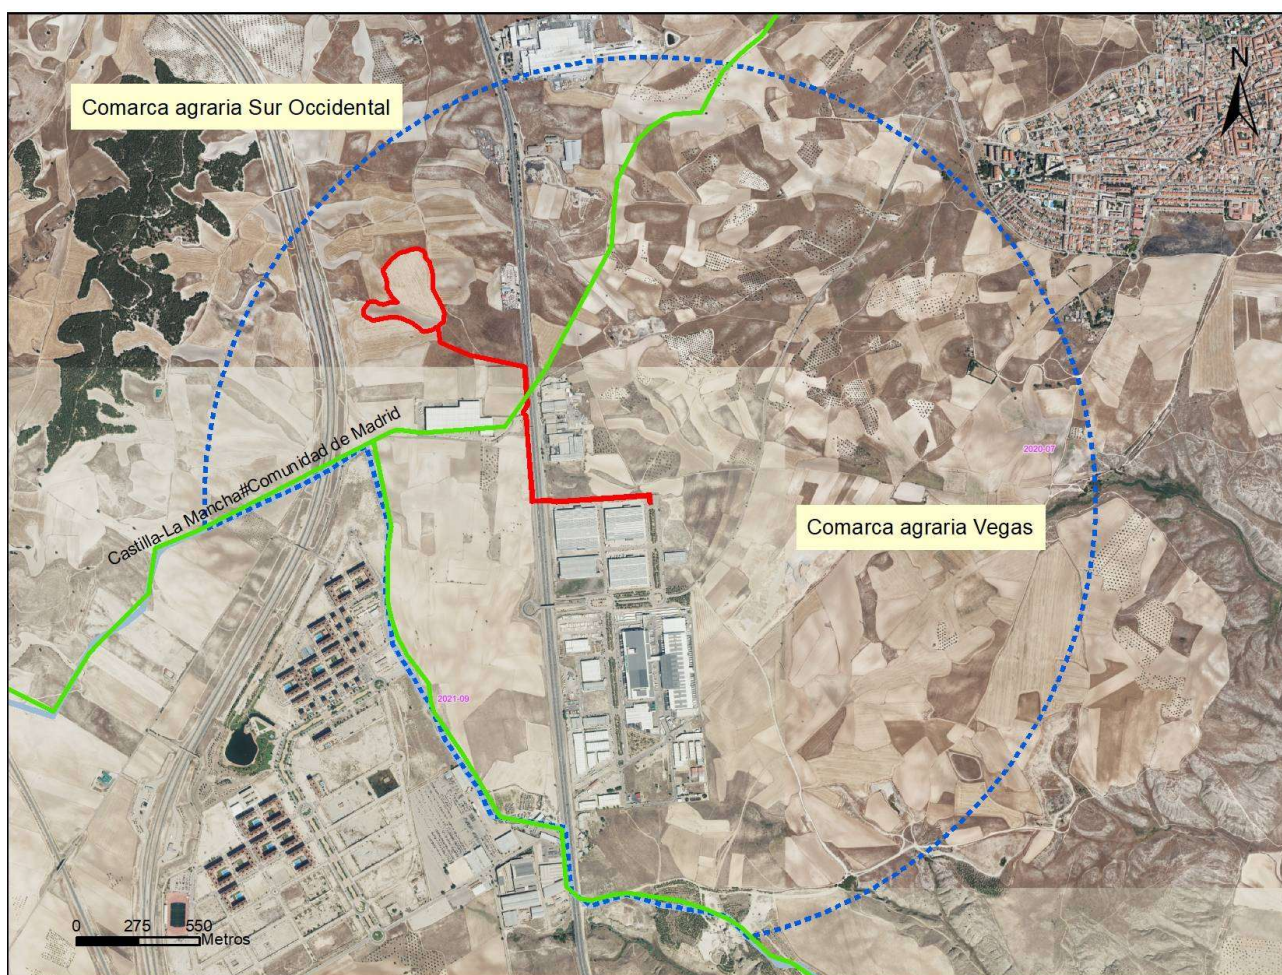 N
Comarca agraria Sur Occidental
Castilla-La Mancha#Comunidad de Madrid
2020-07
Comarca agraria Vegas
2021-09
0 275 550
Metros